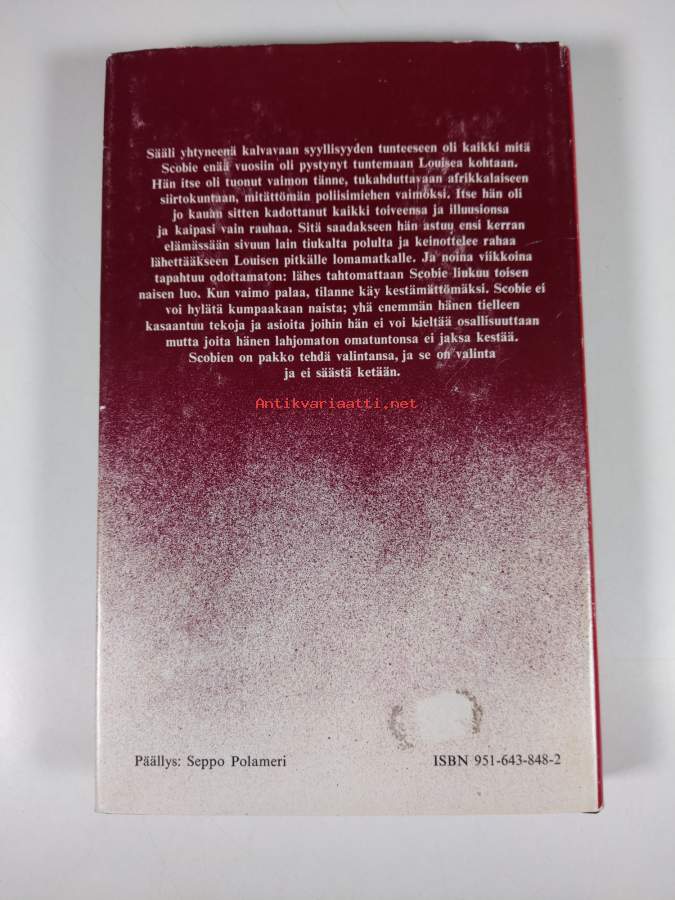 Sääli yhtyneenä kalvavaan syyllisyyden tunteeseen oli kaikki mitä
Scobie enää vuosiin oli pystynyt tuntemaan Louisea kohtaan.
Hän itse oli tuonut vaimon tänne, tukahduttavaan afrikkalaiseen
siirtokuntaan, mitättömän poliisimiehen vaimoksi. Itse hän oli
jo kauan sitten kadottanut kaikki toiveensa ja illuusionsa
ja kaipasi vain rauhaa. Sitä saadakseen hän astuu ensi kerran
elämässään sivuun lain tiukalta polulta ja keinottelee rahaa
lähettääkseen Louisen pitkälle lomamatkalle. Ja noina viikkoina
tapahtuu odottamaton: lähes tahtomattaan Scobie liukuu toisen
naisen luo. Kun vaimo palaa, tilanne käy kestämättömäksi. Scobie ei
voi hylätä kumpaakaan naista; yhä enemmän hänen tielleen
kasaantuu tekoja ja asioita joihin hän ei voi kieltää osallisuuttaan
mutta joita hänen lahjomaton omatuntonsa ei jaksa kestää.
Scobien on pakko tehdä valintansa, ja se on valinta
ja ei säästä ketään.
Antikvariaatti.net
Päällys: Seppo Polameri
ISBN 951-643-848-2